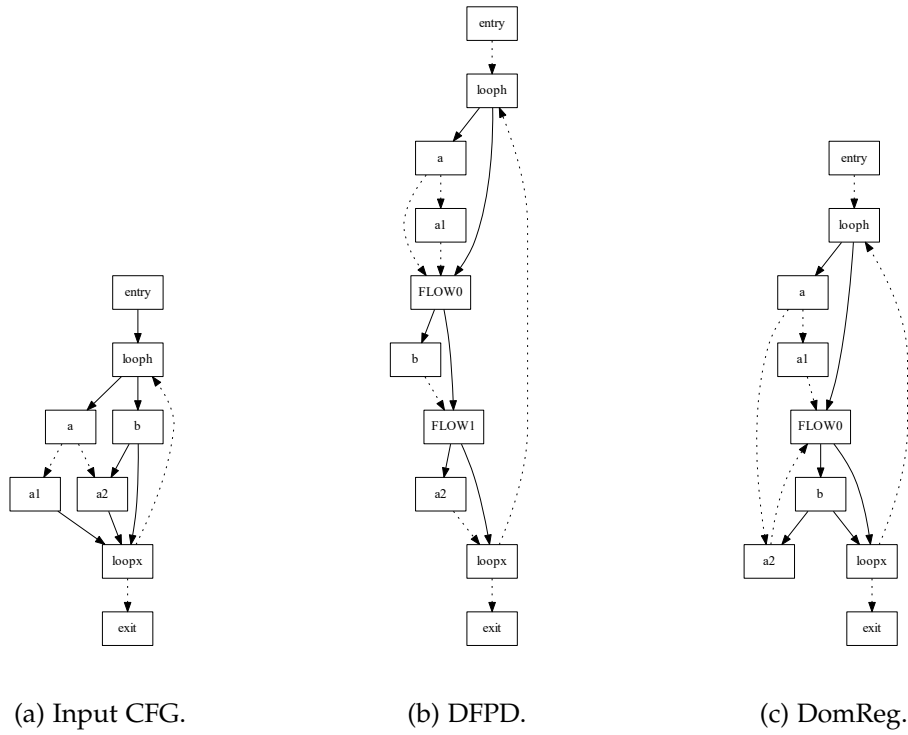 entry
looph
a
b
a1
a2
loopx
exit
(a) Input CFG.
entry
looph
a
a1
FLOW0
b
FLOW1
a2
loopx
exit
(b) DFPD.
entry
looph
a
a1
FLOW0
b
a2
loopx
exit
(c) DomReg.